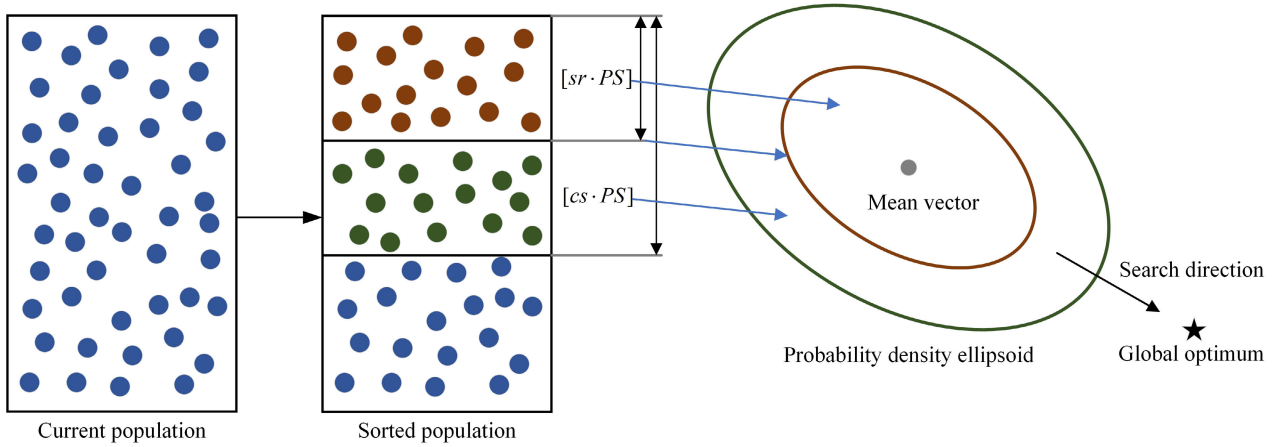 [sr · PS]
[cs · PS]
Mean vector
Search direction
Global optimum
Probability density ellipsoid
Current population
Sorted population